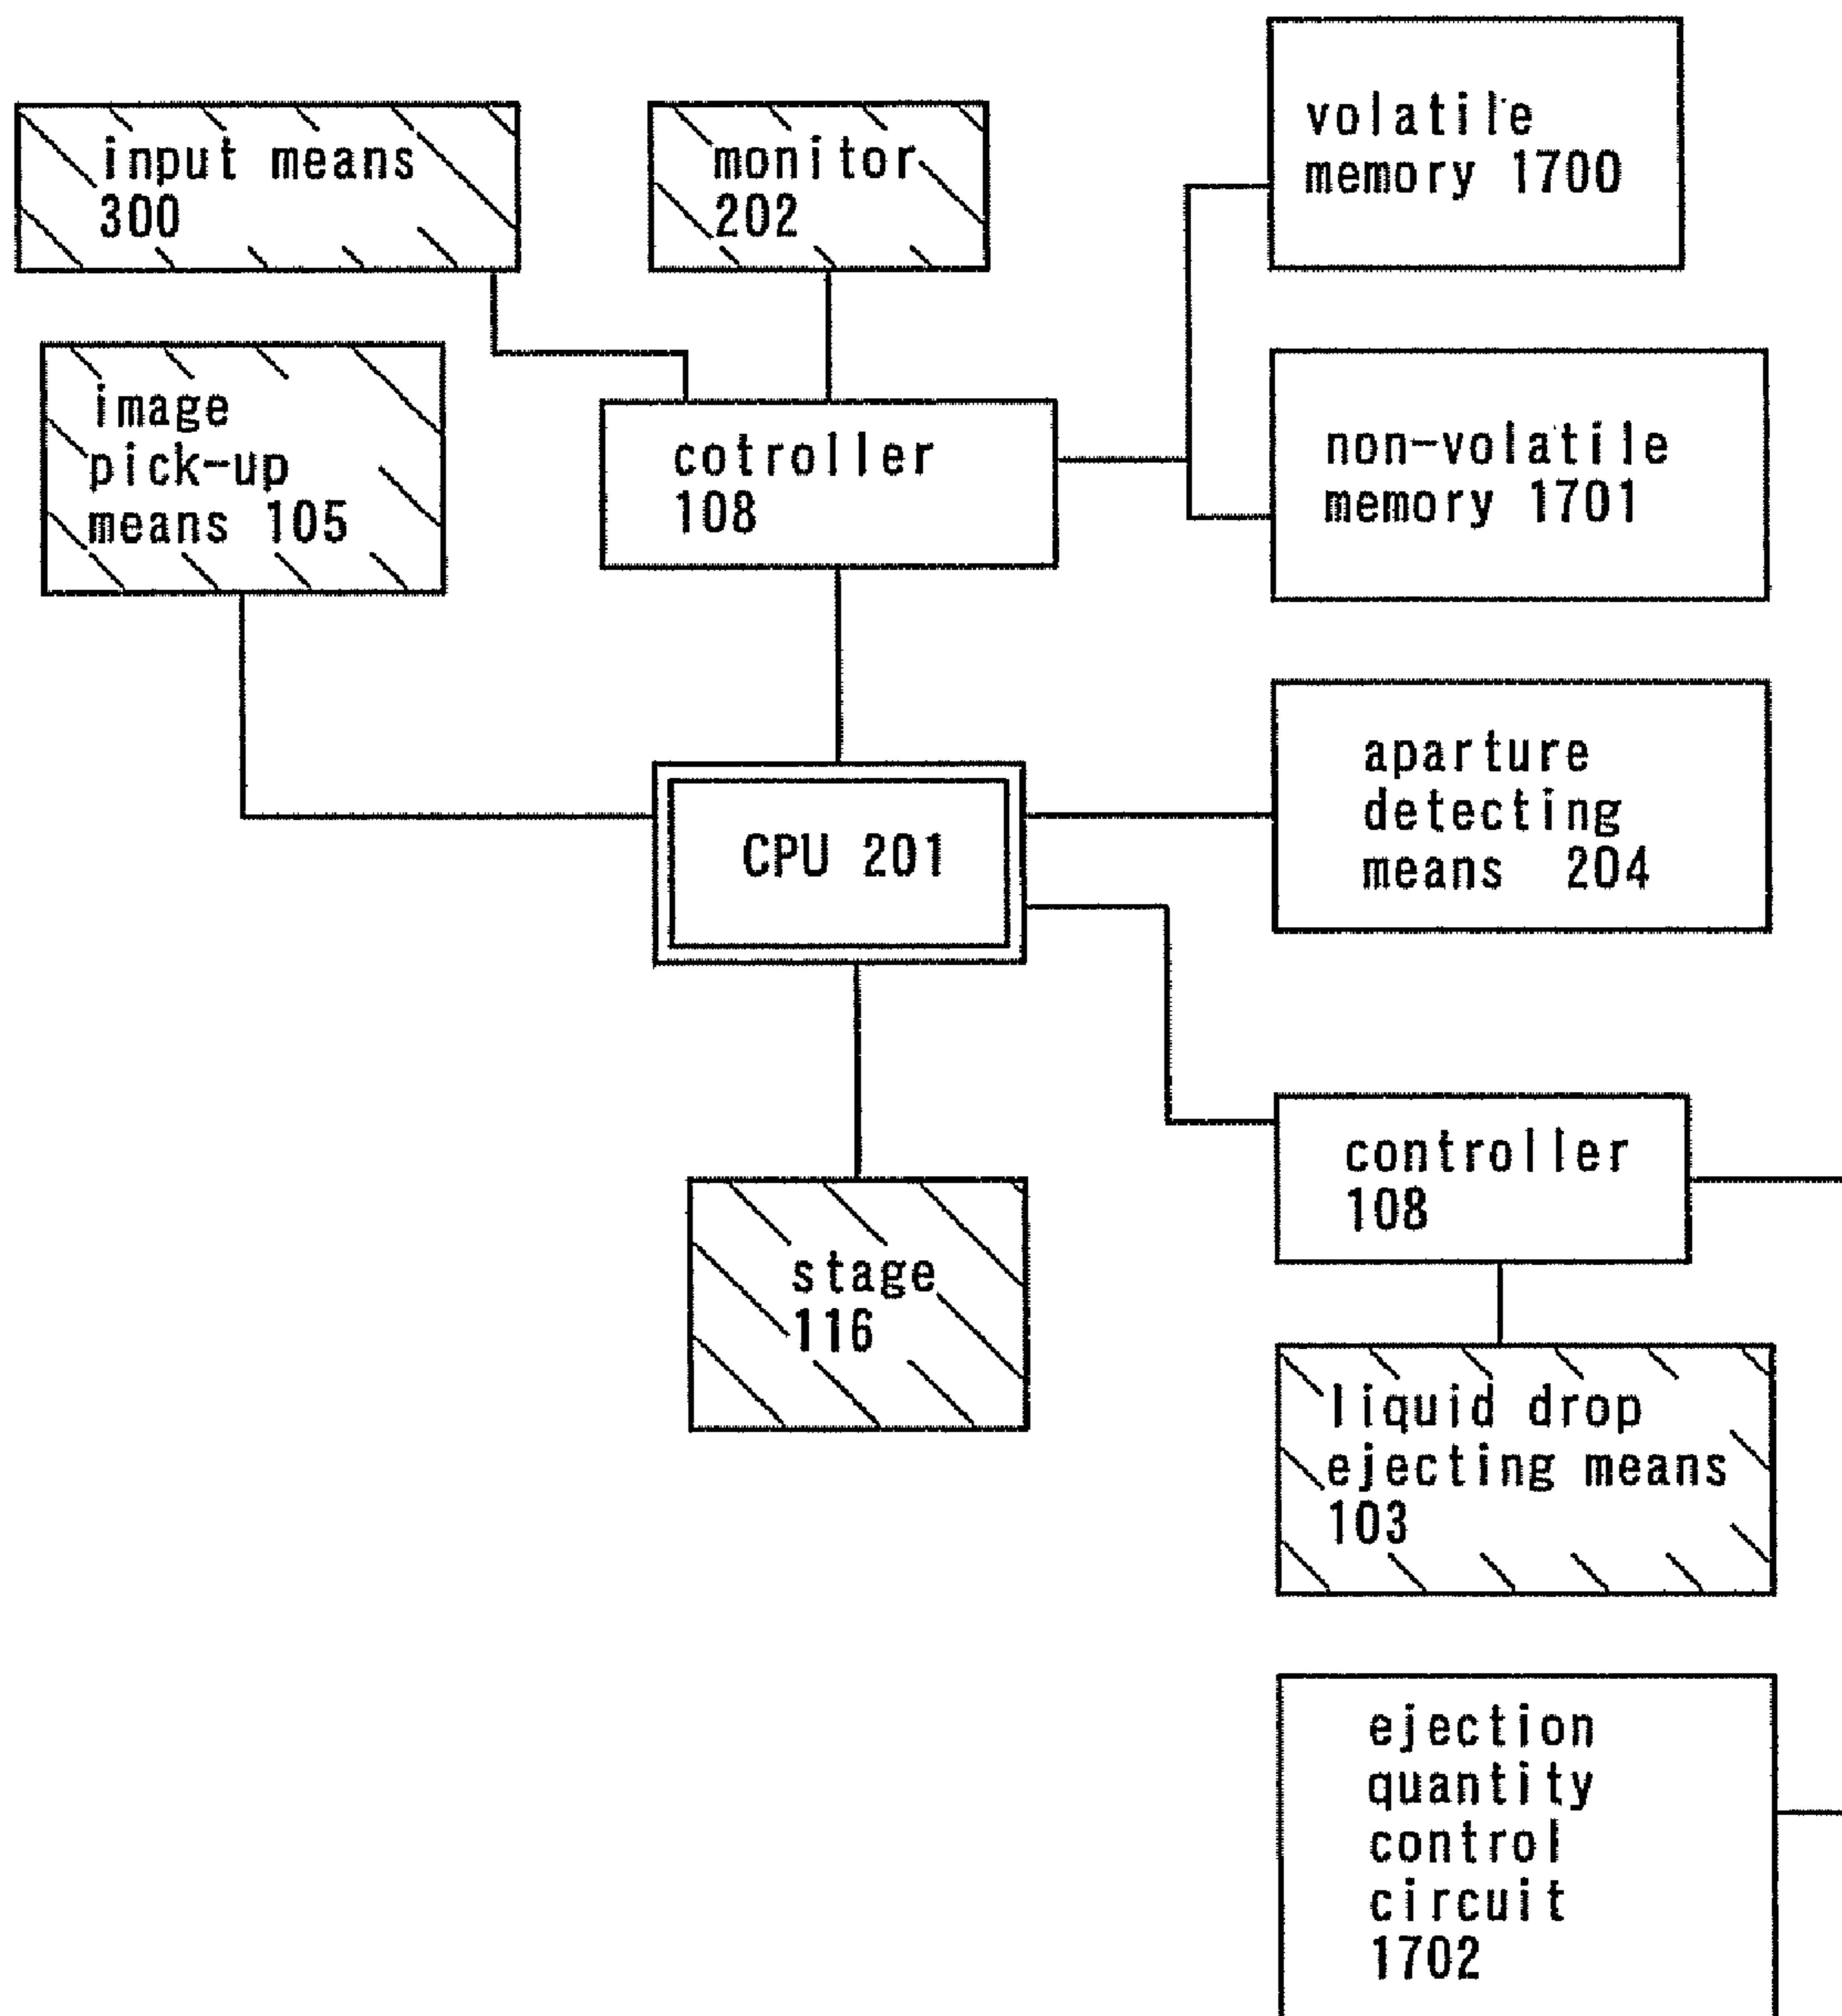 input means
300
monitor
202
volatile
memory 1700
image
pick-up
means 105
cotroller
108
non-volatile
memory 1701
CPU 201
aparture
detecting
means 204
stage
116
controller
108
liquid drop
ejecting means
103
ejection
quantity
control
circuit
1702